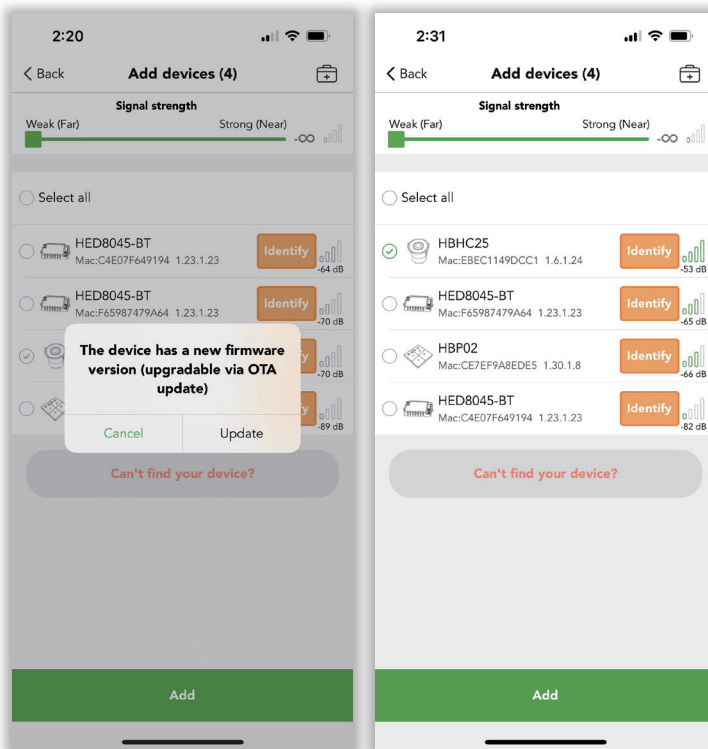 2:20
Back
Add devices (4)
Signal strength
Weak (Far)
Strong (Near)
-∞
Select all
HED8045-BT
Mac:C4E07F649194 1.23.1.23
Identify
-64 dB
HED8045-BT
Mac:F65987479A64 1.23.1.23
Identify
-70 dB
The device has a new firmware
version (upgradable via OTA
update)
Cancel
Update
y
-70 dB
y
-89 dB
Can't find your device?
Add
2:31
Back
Add devices (4)
Signal strength
Weak (Far)
Strong (Near)
-∞
Select all
HBHC25
Mac:EBEC1149DCC1 1.6.1.24
Identify
-53 dB
HED8045-BT
Mac:F65987479A64 1.23.1.23
Identify
-65 dB
HBP02
Mac:CE7EF9A8EDE5 1.30.1.8
Identify
-66 dB
HED8045-BT
Mac:C4E07F649194 1.23.1.23
Identify
-82 dB
Can't find your device?
Add